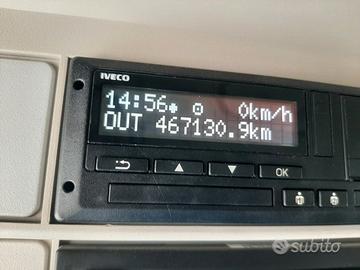 IVECO
14:56 0km/h
OUT 467130.9km
OK
subito